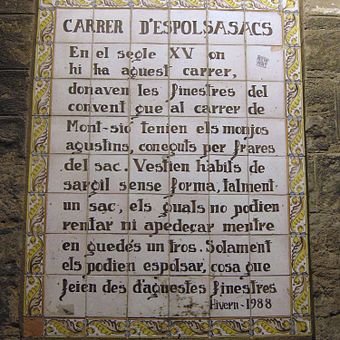 CARRER D'ESPOLSASACS
En el segle XV on
hi ha aquest carrer,
donaven les finestres del
convent que al carrer de
Mont-sió tenien els monjos
agustins, coneguts per frares
del sac. Vestien hàbits de
sargil sense forma, talment
un sac, els quals no podien
rentar ni apedeçar mentre
en quedés un tros. Solament
els podien espolsar, cosa que
feien des d'aquestes finestres
Hivern-1988